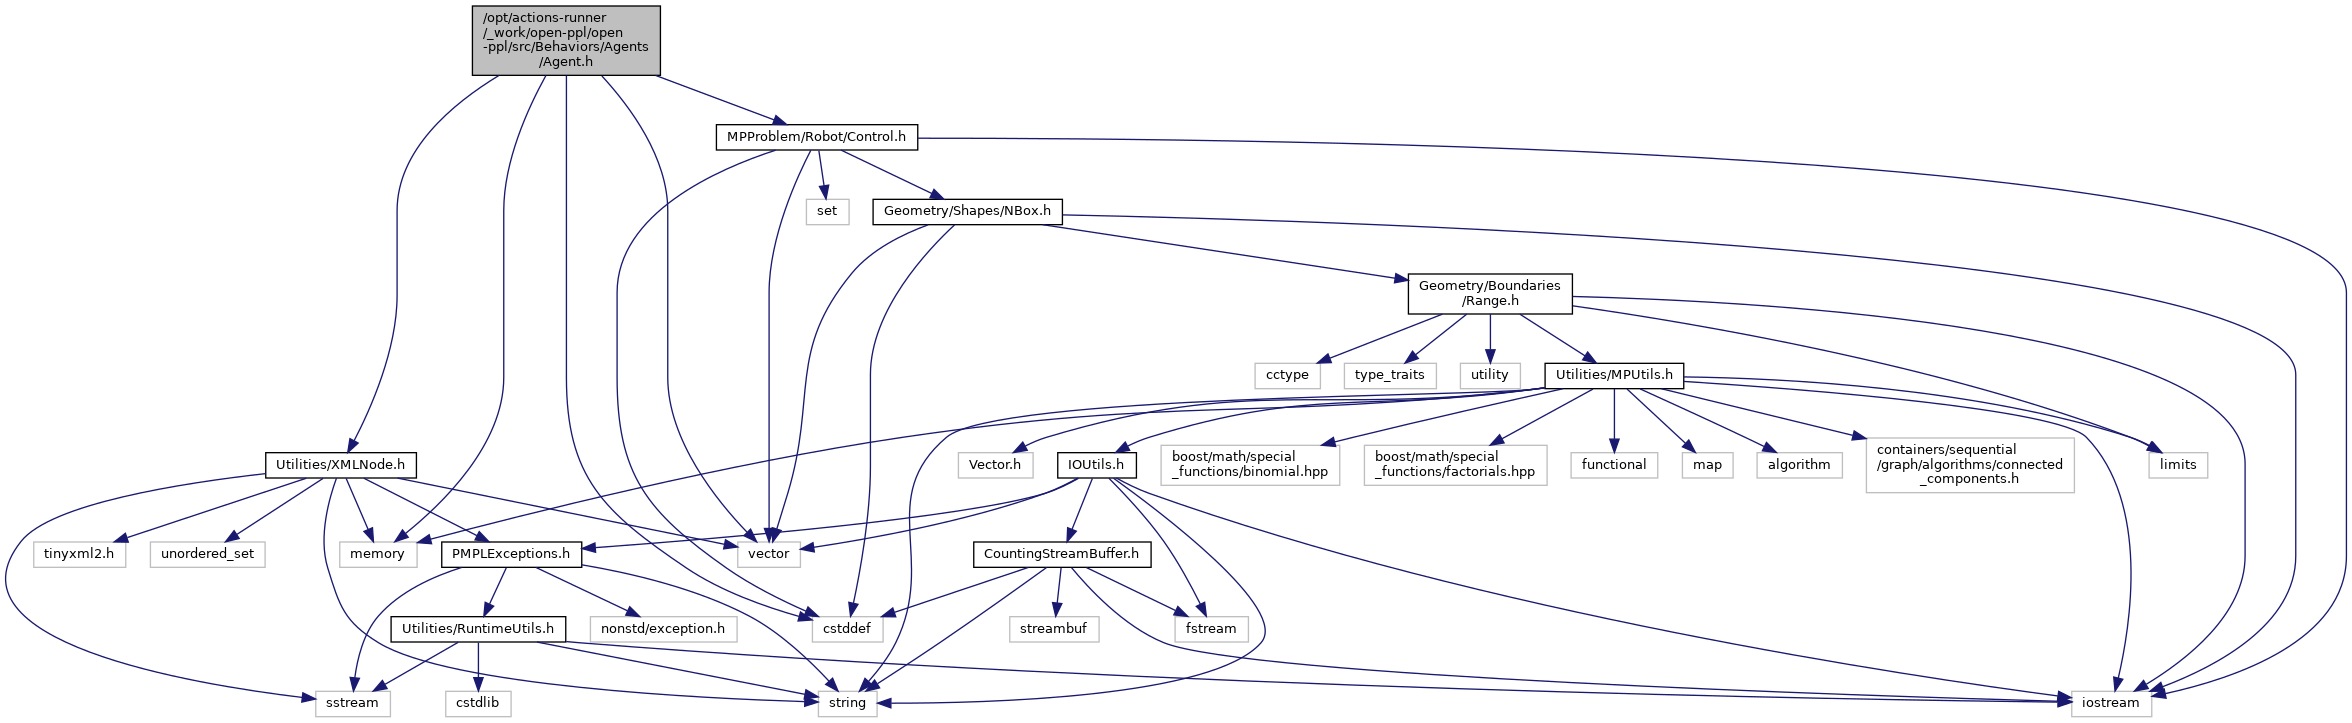 /opt/actions-runner
/_work/open-ppl/open
-ppl/src/Behaviors/Agents
/Agent.h
MPProblem/Robot/Control.h
set
Geometry/Shapes/NBox.h
Geometry/Boundaries
/Range.h
cctype
type_traits
utility
Utilities/MPUtils.h
Utilities/XMLNode.h
Vector.h
IOUtils.h
boost/math/special
_functions/binomial.hpp
boost/math/special
_functions/factorials.hpp
functional
map
algorithm
containers/sequential
/graph/algorithms/connected
_components.h
limits
tinyxml2.h
unordered_set
memory
PMPLExceptions.h
vector
CountingStreamBuffer.h
Utilities/RuntimeUtils.h
nonstd/exception.h
cstddef
streambuf
fstream
sstream
cstdlib
string
iostream